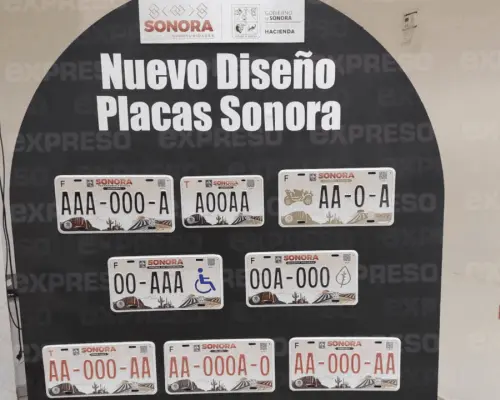 SONORA
GOBIERNO
DE SONORA
HACIENDA
Nuevo Diseño
Placas Sonora
F SONORA
AAA-000-A
T SONORA
A00AA
F SONORA
AA-0-A
F SONORA
00-AAA
F SONORA
00A-000
T SONORA
AA-000-AA
F SONORA
AA-000A-0
F SONORA
AA-000-AA
EXPRESO